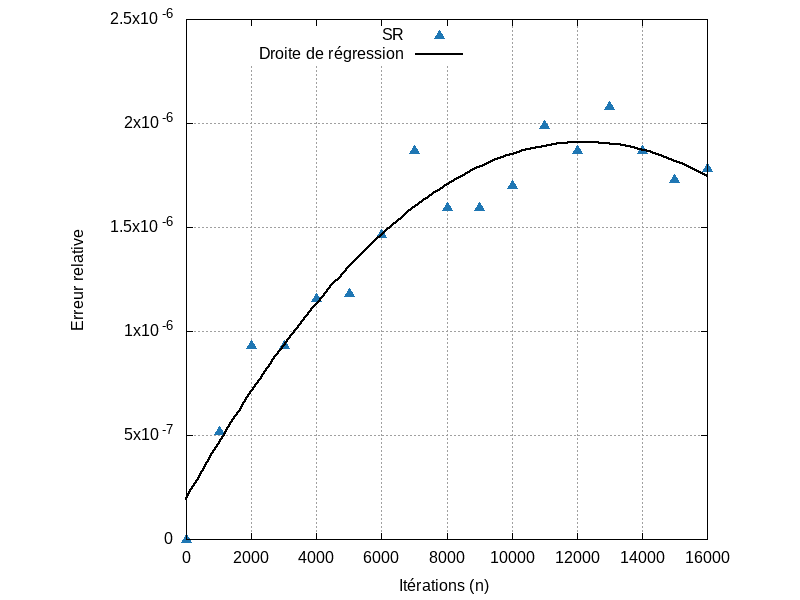 2.5x10 -6
2x10 -6
1.5x10 -6
1x10 -6
5x10 -7
0
SR
Droite de régression
Erreur relative
0 2000 4000 6000 8000 10000 12000 14000 16000
Itérations (n)